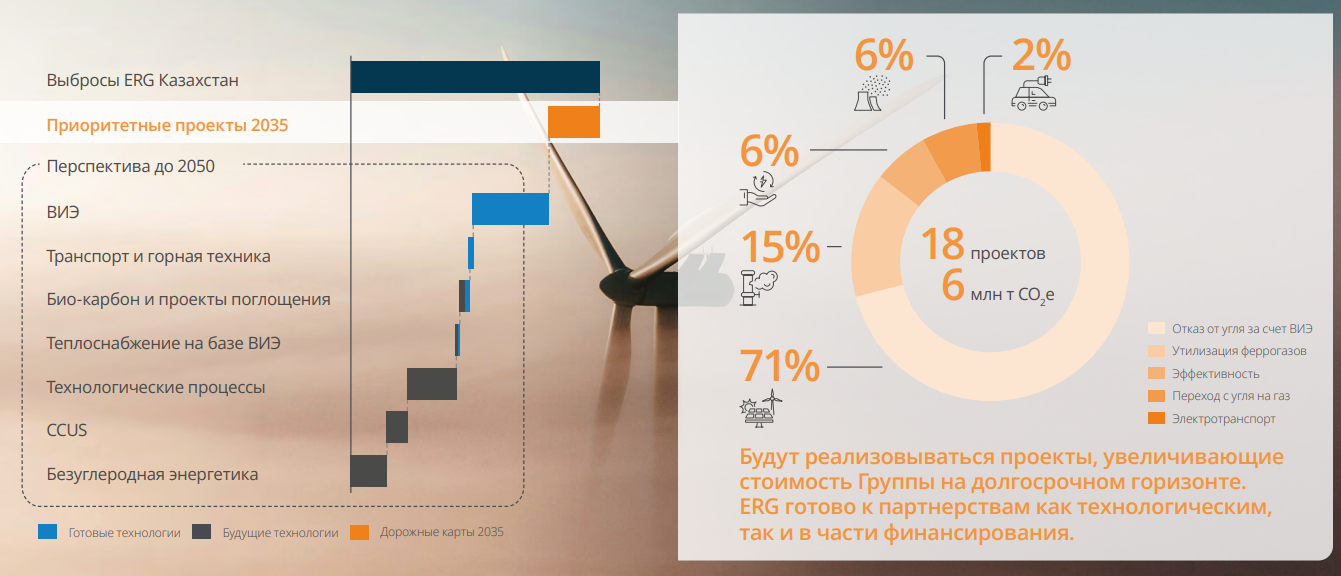 Выбросы ERG Казахстан
Приоритетные проекты 2035
Перспектива до 2050
ВИЭ
Транспорт и горная техника
Био-карбон и проекты поглощения
Теплоснабжение на базе ВИЭ
Технологические процессы
CCUS
Безуглеродная энергетика
Готовые технологии
Будущие технологии
Дорожные карты 2035
6%
2%
6%
15%
71%
18 проектов
6 млн т CO₂e
Отказ от угля за счет ВИЭ
Утилизация феррогазов
Эффективность
Переход с угля на газ
Электротранспорт
Будут реализовываться проекты, увеличивающие
стоимость Группы на долгосрочном горизонте.
ERG готово к партнерствам как технологическим,
так и в части финансирования.